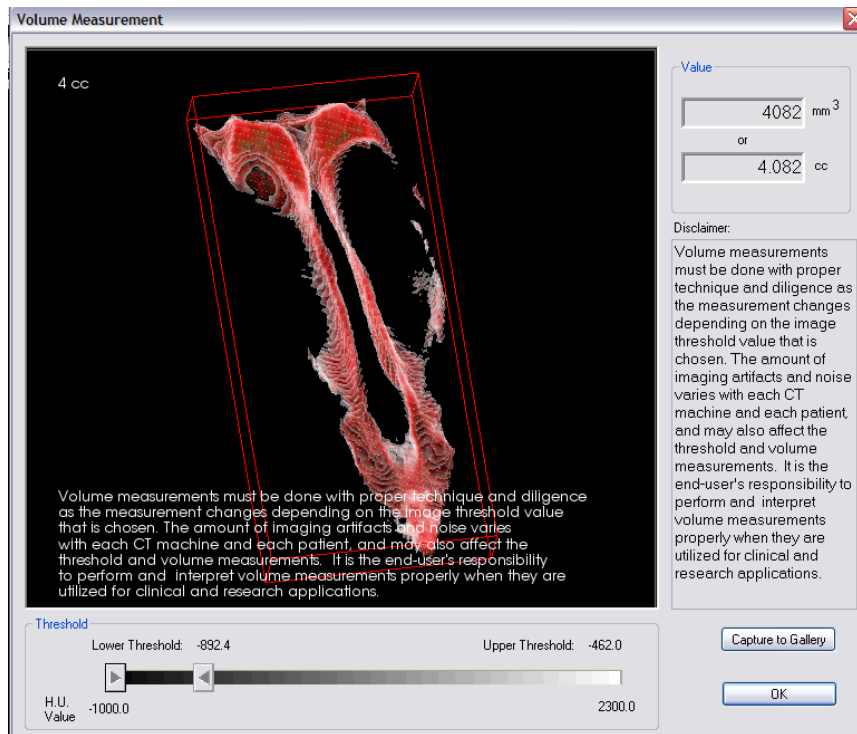 Volume Measurement
4 cc
Volume measurements must be done with proper technique and diligence
as the measurement changes depending on the image threshold value
that is chosen. The amount of imaging artifacts and noise varies
with each CT machine and each patient, and may also affect the
threshold and volume measurements.  It is the end-user's responsibility
to perform and  interpret volume measurements properly when they are
utilized for clinical and research applications.
Value
4082 mm3
or
4.082 cc
Disclaimer:
Volume measurements
must be done with proper
technique and diligence as
the measurement changes
depending on the image
threshold value that is
chosen. The amount of
imaging artifacts and noise
varies with each CT
machine and each patient,
and may also affect the
threshold and volume
measurements.  It is the
end-user's responsibility to
perform and  interpret
volume measurements
properly when they are
utilized for clinical and
research applications.
Threshold
Lower Threshold: -892.4 Upper Threshold: -462.0
H.U.
Value -1000.0 2300.0
Capture to Gallery
OK